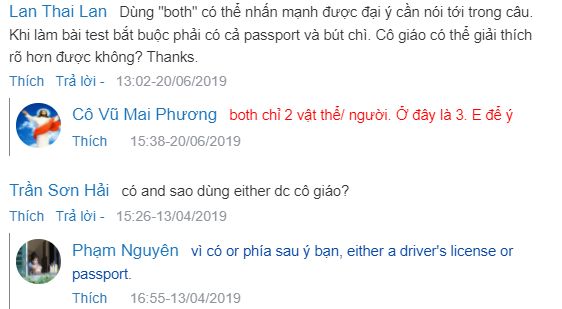 Lan Thai Lan Dùng "both" có thể nhấn mạnh được đại ý cần nói tới trong câu.
Khi làm bài test bắt buộc phải có cả passport và bút chì. Cô giáo có thể giải thích
rõ hơn được không? Thanks.
Thích Trả lời - 13:02-20/06/2019
Cô Vũ Mai Phương both chỉ 2 vật thể/ người. Ở đây là 3. E để ý
Thích 15:38-20/06/2019
Trần Sơn Hải có and sao dùng either dc cô giáo?
Thích Trả lời - 15:26-13/04/2019
Phạm Nguyên vì có or phía sau ý bạn, either a driver's license or
passport.
Thích 16:55-13/04/2019